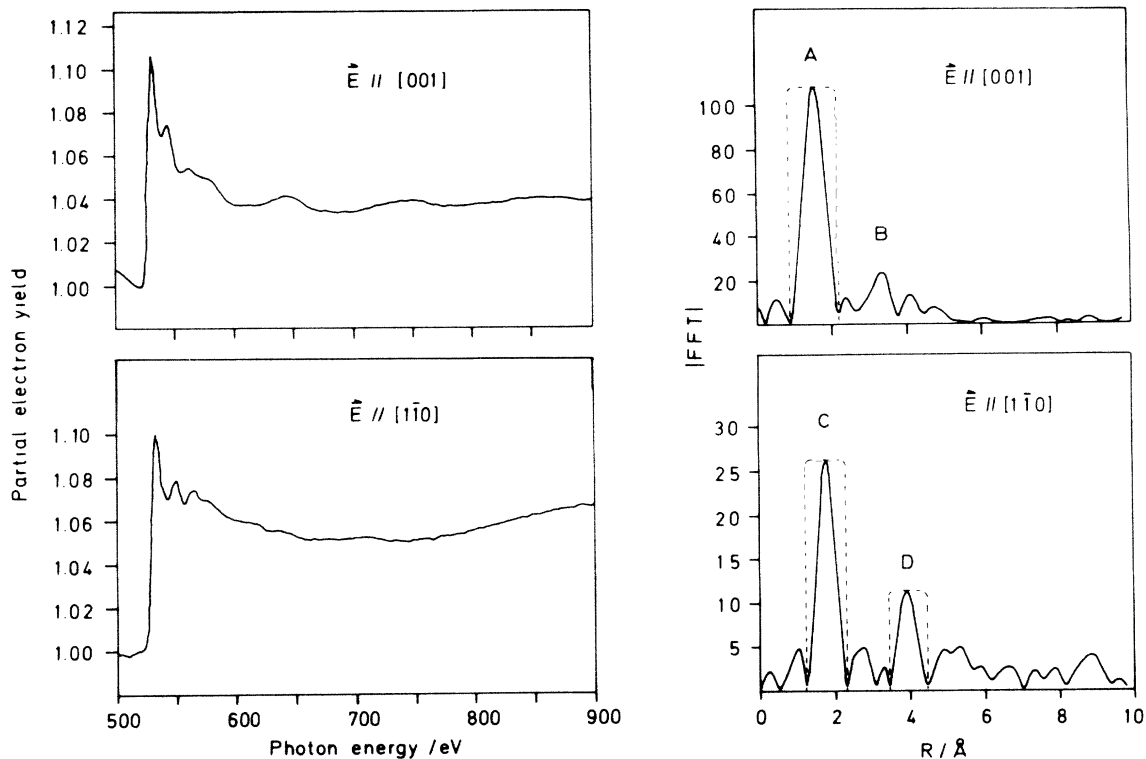 1.12
1.10
1.08
1.06
1.04
1.02
1.00
E // [001]
1.10
1.08
1.06
1.04
1.02
1.00
E // [11̄0]
500
600
700
800
900
Photon energy /eV
Partial electron yield
100
80
60
40
20
A
B
E // [001]
|FFT|
30
25
20
15
10
5
C
D
E // [11̄0]
0
2
4
6
8
10
R / Å